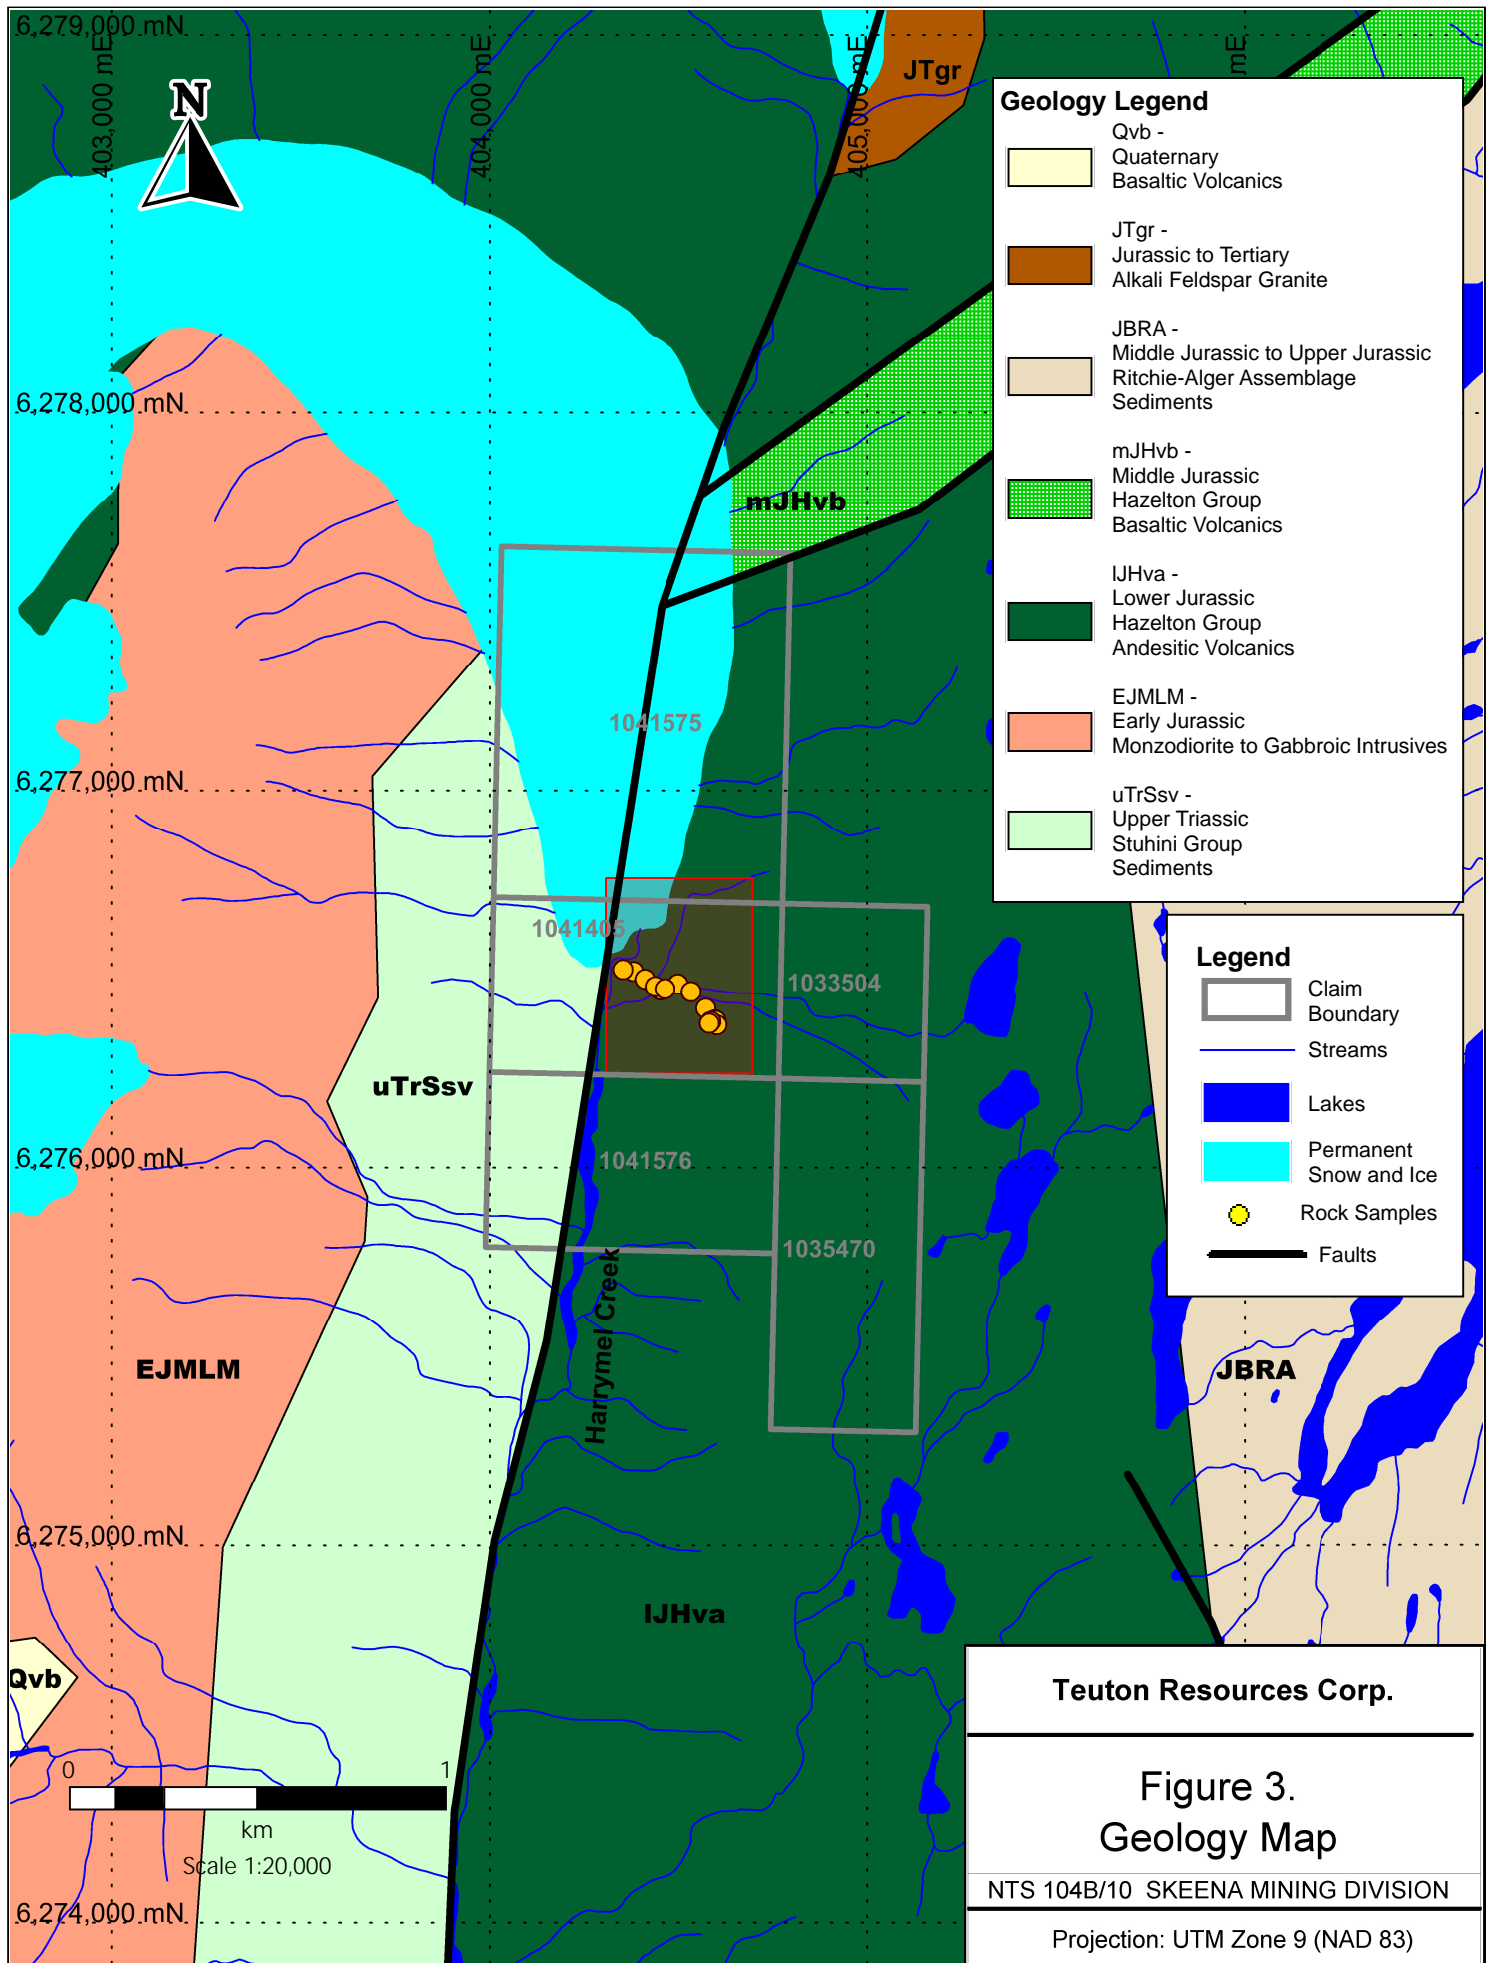 6,279,000 mN
403,000 mE
404,000 mE
405,000 mE
mE
N
JTgr
Geology Legend
Qvb -
Quaternary
Basaltic Volcanics
JTgr -
Jurassic to Tertiary
Alkali Feldspar Granite
JBRA -
Middle Jurassic to Upper Jurassic
Ritchie-Alger Assemblage
Sediments
mJHvb -
Middle Jurassic
Hazelton Group
Basaltic Volcanics
lJHva -
Lower Jurassic
Hazelton Group
Andesitic Volcanics
EJMLM -
Early Jurassic
Monzodiorite to Gabbroic Intrusives
uTrSsv -
Upper Triassic
Stuhini Group
Sediments
6,278,000 mN
mJHvb
1041575
6,277,000 mN
1041405
1033504
Legend
Claim
Boundary
Streams
Lakes
Permanent
Snow and Ice
Rock Samples
Faults
uTrSsv
6,276,000 mN
1041576
1035470
Harrymel Creek
EJMLM
JBRA
6,275,000 mN
lJHva
Qvb
0 1
km
Scale 1:20,000
6,274,000 mN
Teuton Resources Corp.
Figure 3.
Geology Map
NTS 104B/10 SKEENA MINING DIVISION
Projection: UTM Zone 9 (NAD 83)